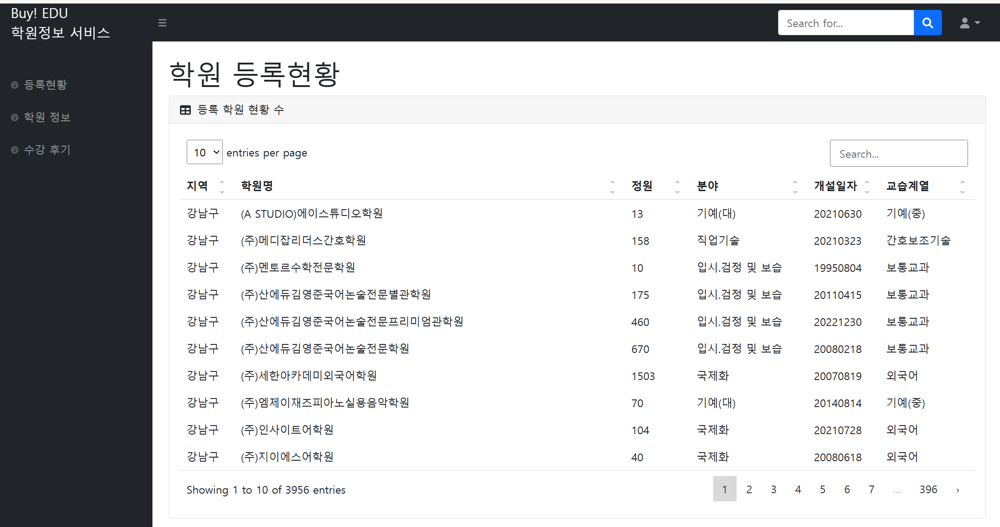 Buy! EDU
학원정보 서비스
Search for...
등록현황
학원 정보
수강 후기
학원 등록현황
등록 학원 현황 수
10 entries per page
Search...
지역 학원명 정원 분야 개설일자 교습계열
강남구 (A STUDIO)에이스튜디오학원 13 기예(대) 20210630 기예(중)
강남구 (주)메디잡리더스간호학원 158 직업기술 20210323 간호보조기술
강남구 (주)멘토르수학전문학원 10 입시.검정 및 보습 19950804 보통교과
강남구 (주)산에듀김영준국어논술전문별관학원 175 입시.검정 및 보습 20110415 보통교과
강남구 (주)산에듀김영준국어논술전문프리미엄관학원 460 입시.검정 및 보습 20221230 보통교과
강남구 (주)산에듀김영준국어논술전문학원 670 입시.검정 및 보습 20080218 보통교과
강남구 (주)세한아카데미외국어학원 1503 국제화 20070819 외국어
강남구 (주)엠제이재즈피아노실용음악학원 70 기예(대) 20140814 기예(중)
강남구 (주)인사이트어학원 104 국제화 20210728 외국어
강남구 (주)지이에스어학원 40 국제화 20080618 외국어
Showing 1 to 10 of 3956 entries 1 2 3 4 5 6 7 ... 396 ›